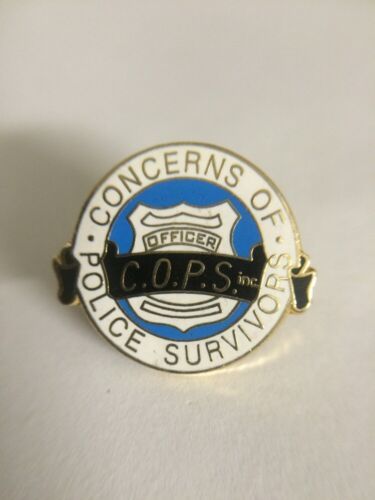 CONCERNS OF
OFFICER
C.O.P.S. inc.
• POLICE SURVIVORS •